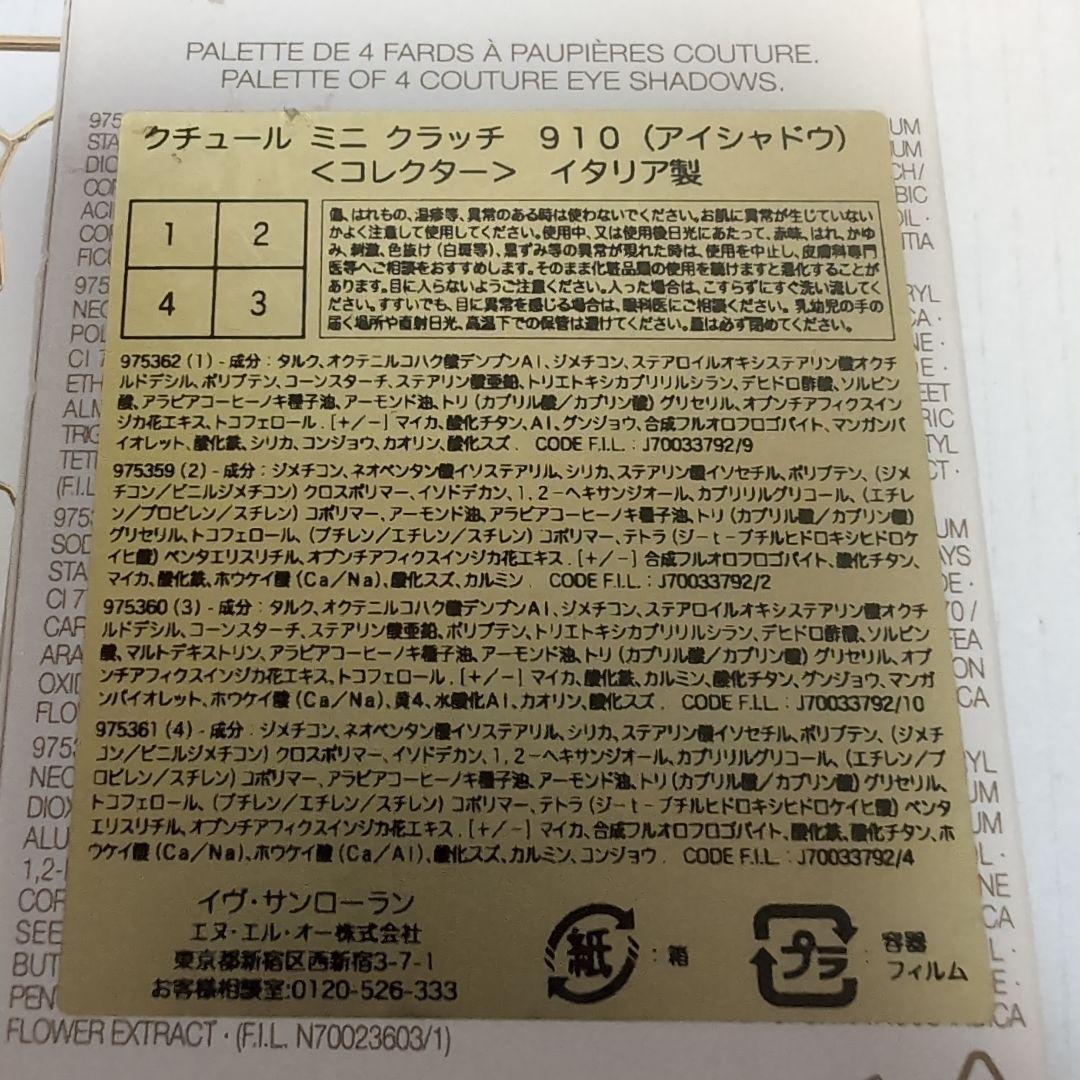 PALETTE DE 4 FARDS À PAUPIÈRES COUTURE.
PALETTE OF 4 COUTURE EYE SHADOWS.
クチュール ミニ クラッチ 910（アイシャドウ）
＜コレクター＞ イタリア製
1 2
4 3
傷、はれもの、湿疹等、異常のある時は使わないでください。お肌に異常が生じていない
かよく注意して使用してください。使用中、又は使用後日光にあたって、赤味、はれ、かゆ
み、刺激、色抜け（白斑等）、黒ずみ等の異常が現れた時は、使用を中止し、皮膚科専門
医等へご相談をおすすめします。そのまま化粧品類の使用を続けますと悪化することが
あります。目に入らないようご注意ください。入った場合は、こすらずにすぐ洗い流してく
ださい。すすいでも、目に異常を感じる場合は、眼科医にご相談ください。乳幼児の手の
届く場所や直射日光、高温下での保管は避けてください。蓋は必ず閉めてください。
975362（1）-成分：タルク、オクテニルコハク酸デンプンAl、ジメチコン、ステアロイルオキシステアリン酸オクチ
ルドデシル、ポリブテン、コーンスターチ、ステアリン酸亜鉛、トリエトキシカプリリルシラン、デヒドロ酢酸、ソルビン
酸、アラビアコーヒーノキ種子油、アーモンド油、トリ（カプリル酸／カプリン酸）グリセリル、オプンチアフィクスイン
ジカ花エキス、トコフェロール．[＋／－]マイカ、酸化チタン、Al、グンジョウ、合成フルオロフロゴパイト、マンガンバ
イオレット、酸化鉄、シリカ、コンジョウ、カオリン、酸化スズ．CODE F.I.L.：J70033792/9
975359（2）-成分：ジメチコン、ネオペンタン酸イソステアリル、シリカ、ステアリン酸イソセチル、ポリブテン、（ジメ
チコン／ビニルジメチコン）クロスポリマー、イソドデカン、1,2－ヘキサンジオール、カプリリルグリコール、（エチレ
ン／プロピレン／スチレン）コポリマー、アーモンド油、アラビアコーヒーノキ種子油、トリ（カプリル酸／カプリン酸）
グリセリル、トコフェロール、（ブチレン／エチレン／スチレン）コポリマー、テトラ（ジ－t－ブチルヒドロキシヒドロケ
イヒ酸）ペンタエリスリチル、オプンチアフィクスインジカ花エキス．[＋／－]合成フルオロフロゴパイト、酸化チタン、
マイカ、酸化鉄、ホウケイ酸（Ca／Na）、酸化スズ、カルミン．CODE F.I.L.：J70033792/2
975360（3）-成分：タルク、オクテニルコハク酸デンプンAl、ジメチコン、ステアロイルオキシステアリン酸オクチ
ルドデシル、コーンスターチ、ステアリン酸亜鉛、ポリブテン、トリエトキシカプリリルシラン、デヒドロ酢酸、ソルビン
酸、マルトデキストリン、アラビアコーヒーノキ種子油、アーモンド油、トリ（カプリル酸／カプリン酸）グリセリル、オプ
ンチアフィクスインジカ花エキス、トコフェロール．[＋／－]マイカ、酸化鉄、カルミン、酸化チタン、グンジョウ、マンガ
ンバイオレット、ホウケイ酸（Ca／Na）、黄4、水酸化Al、カオリン、酸化スズ．CODE F.I.L.：J70033792/10
975361（4）-成分：ジメチコン、ネオペンタン酸イソステアリル、シリカ、ステアリン酸イソセチル、ポリブテン、（ジメチ
コン／ビニルジメチコン）クロスポリマー、イソドデカン、1,2－ヘキサンジオール、カプリリルグリコール、（エチレン／プ
ロピレン／スチレン）コポリマー、アラビアコーヒーノキ種子油、アーモンド油、トリ（カプリル酸／カプリン酸）グリセリル、
トコフェロール、（ブチレン／エチレン／スチレン）コポリマー、テトラ（ジ－t－ブチルヒドロキシヒドロケイヒ酸）ペンタ
エリスリチル、オプンチアフィクスインジカ花エキス．[＋／－]マイカ、合成フルオロフロゴパイト、酸化鉄、酸化チタン、ホ
ウケイ酸（Ca／Na）、ホウケイ酸（Ca／Al）、酸化スズ、カルミン、コンジョウ．CODE F.I.L.：J70033792/4
イヴ・サンローラン
エヌ・エル・オー株式会社
東京都新宿区西新宿3-7-1
お客様相談室:0120-526-333
紙：箱
プラ：容器
フィルム
FLOWER EXTRACT · (F.I.L. N70023603/1)